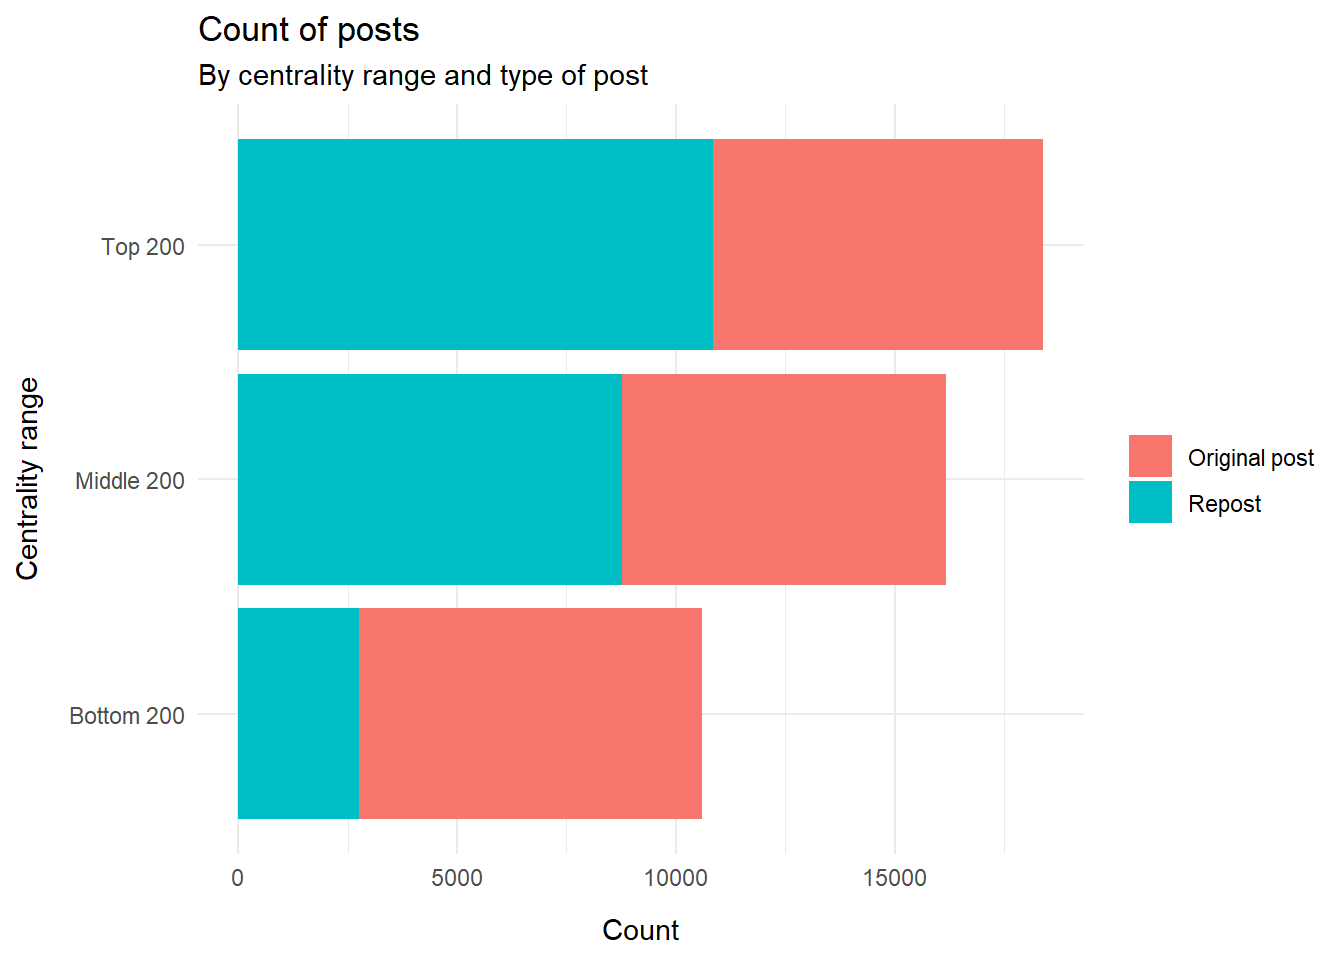 Count of posts
By centrality range and type of post
Centrality range
Top 200
Middle 200
Bottom 200
0 5000 10000 15000
Count
Original post
Repost